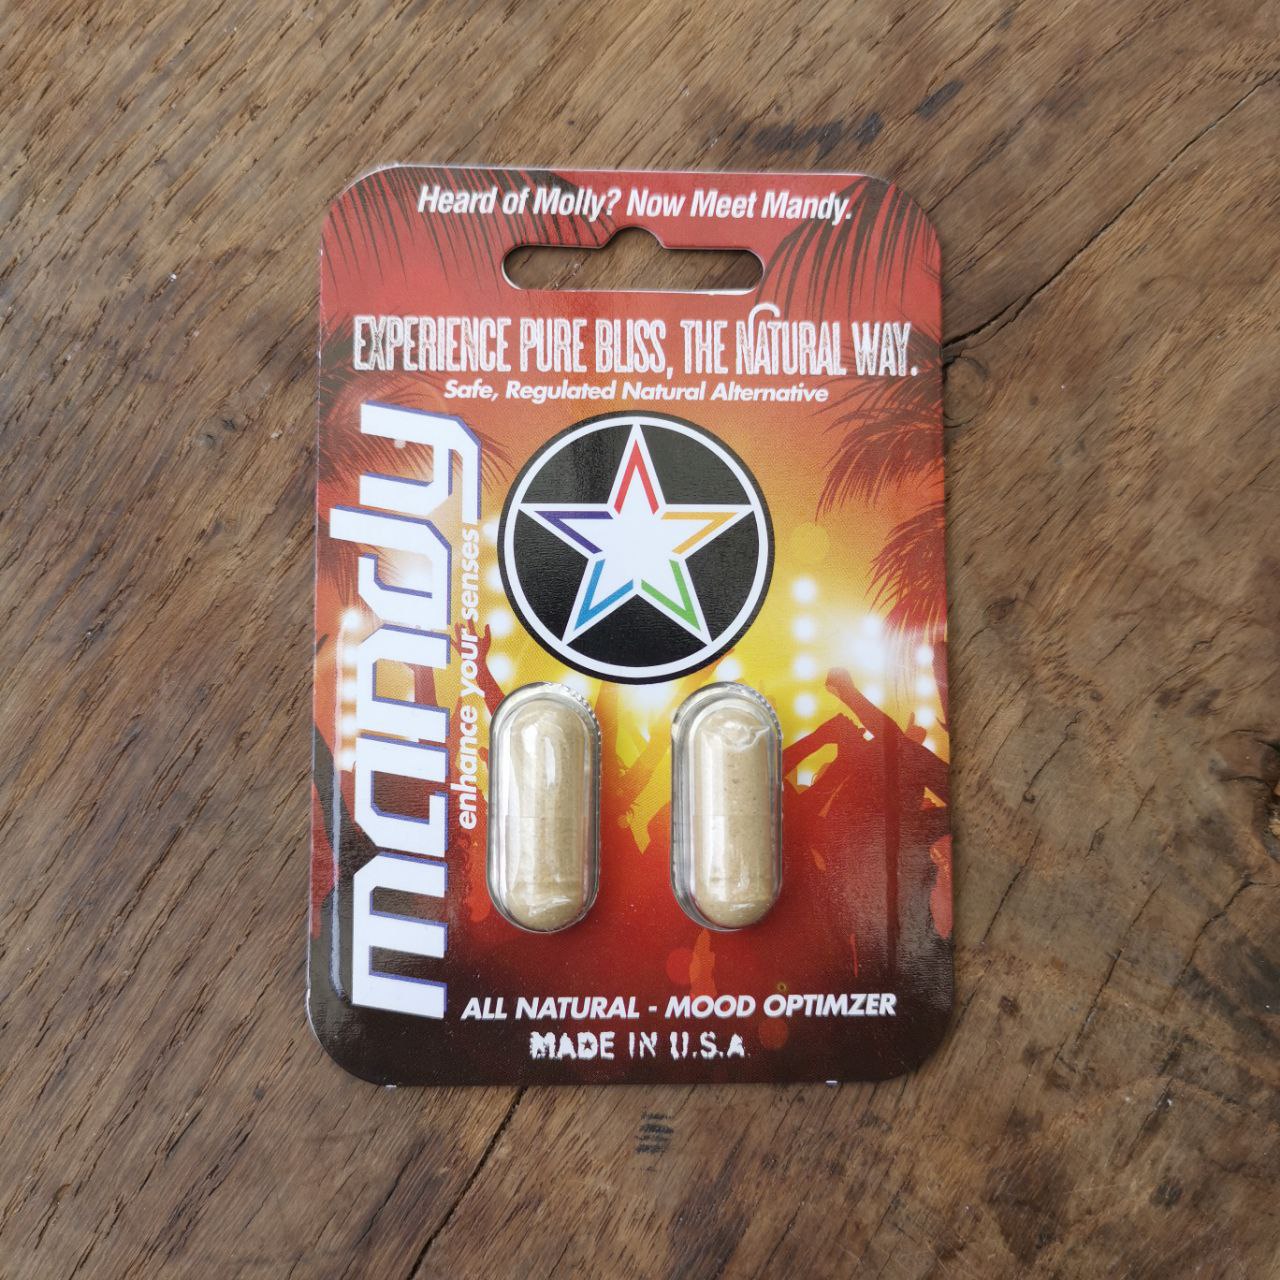 Heard of Molly? Now Meet Mandy.
EXPERIENCE PURE BLISS, THE NATURAL WAY.
Safe, Regulated Natural Alternative
mandy
enhance your senses
ALL NATURAL - MOOD OPTIMZER
MADE IN U.S.A